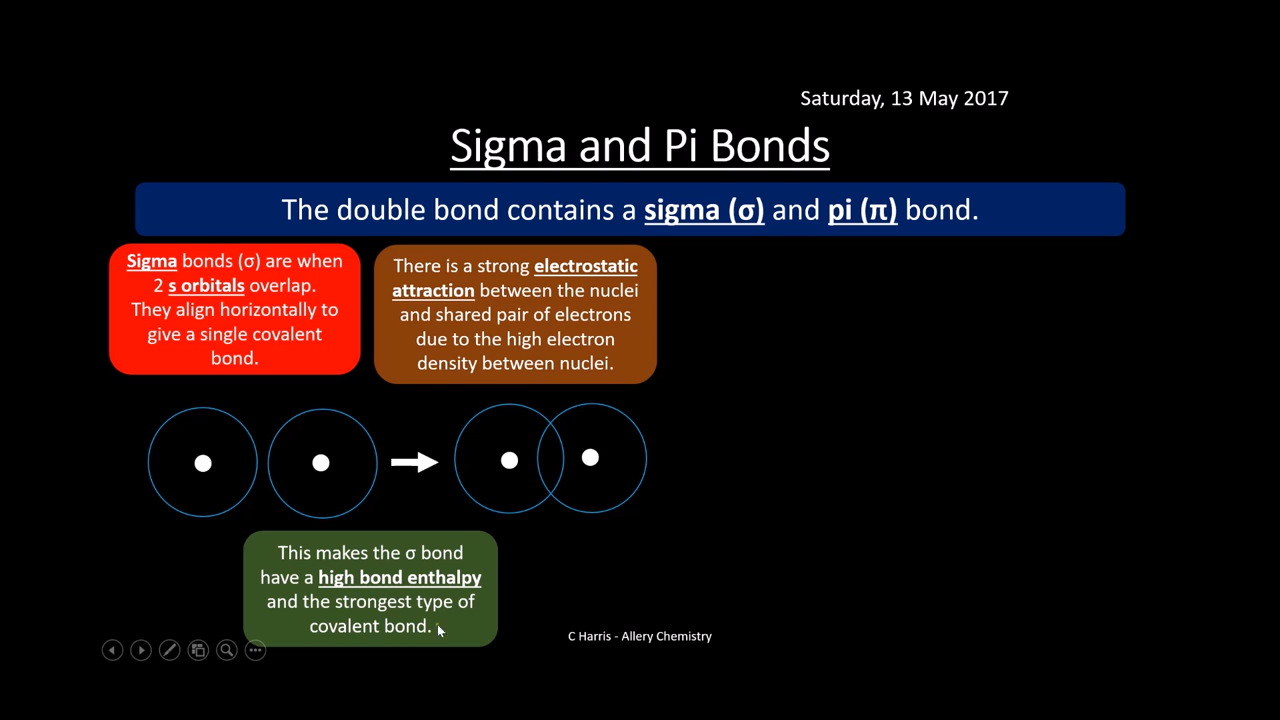 Saturday, 13 May 2017
Sigma and Pi Bonds
The double bond contains a sigma (σ) and pi (π) bond.
Sigma bonds (σ) are when
2 s orbitals overlap.
They align horizontally to
give a single covalent
bond.
There is a strong electrostatic
attraction between the nuclei
and shared pair of electrons
due to the high electron
density between nuclei.
This makes the σ bond
have a high bond enthalpy
and the strongest type of
covalent bond.
C Harris - Allery Chemistry